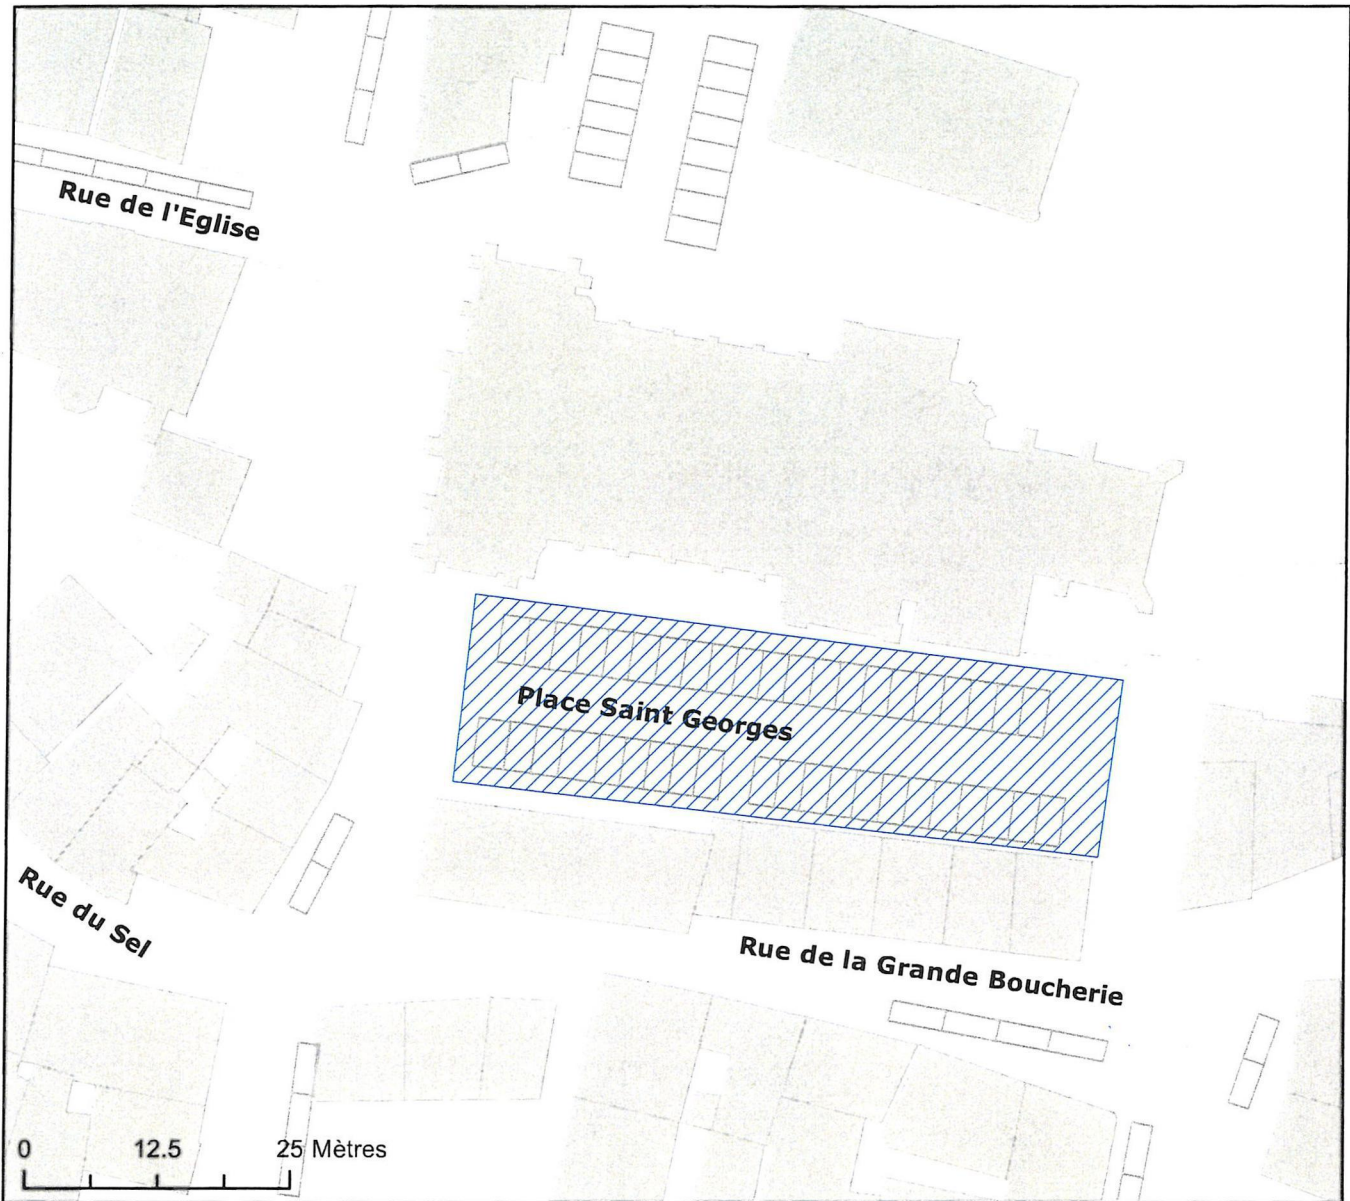 Rue de l'Eglise
Place Saint Georges
Rue du Sel
Rue de la Grande Boucherie
0 12.5 25 Mètres